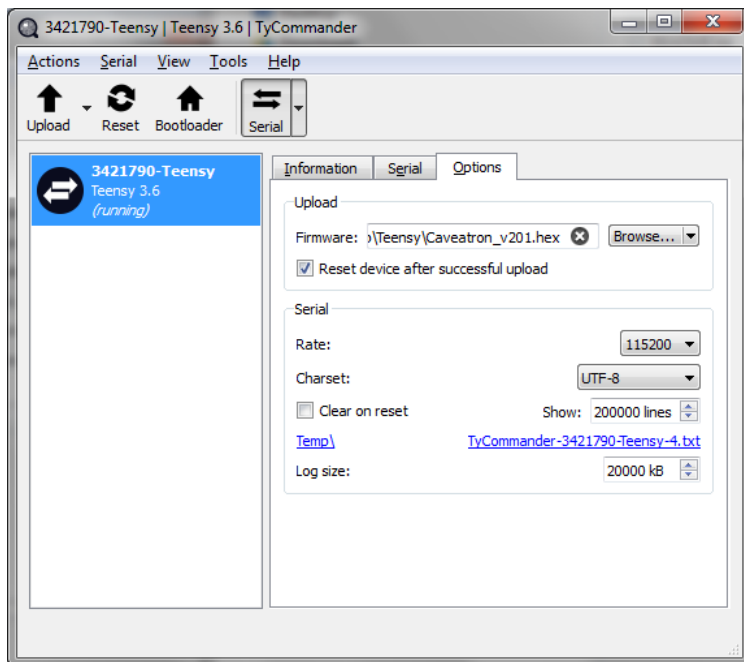 3421790-Teensy | Teensy 3.6 | TyCommander
Actions Serial View Tools Help
Upload Reset Bootloader Serial
3421790-Teensy
Teensy 3.6
(running)
Information Serial Options
Upload
Firmware: \Teensy\Caveatron_v201.hex Browse...
Reset device after successful upload
Serial
Rate: 115200
Charset: UTF-8
Clear on reset Show: 200000 lines
Temp\ TyCommander-3421790-Teensy-4.txt
Log size: 20000 kB